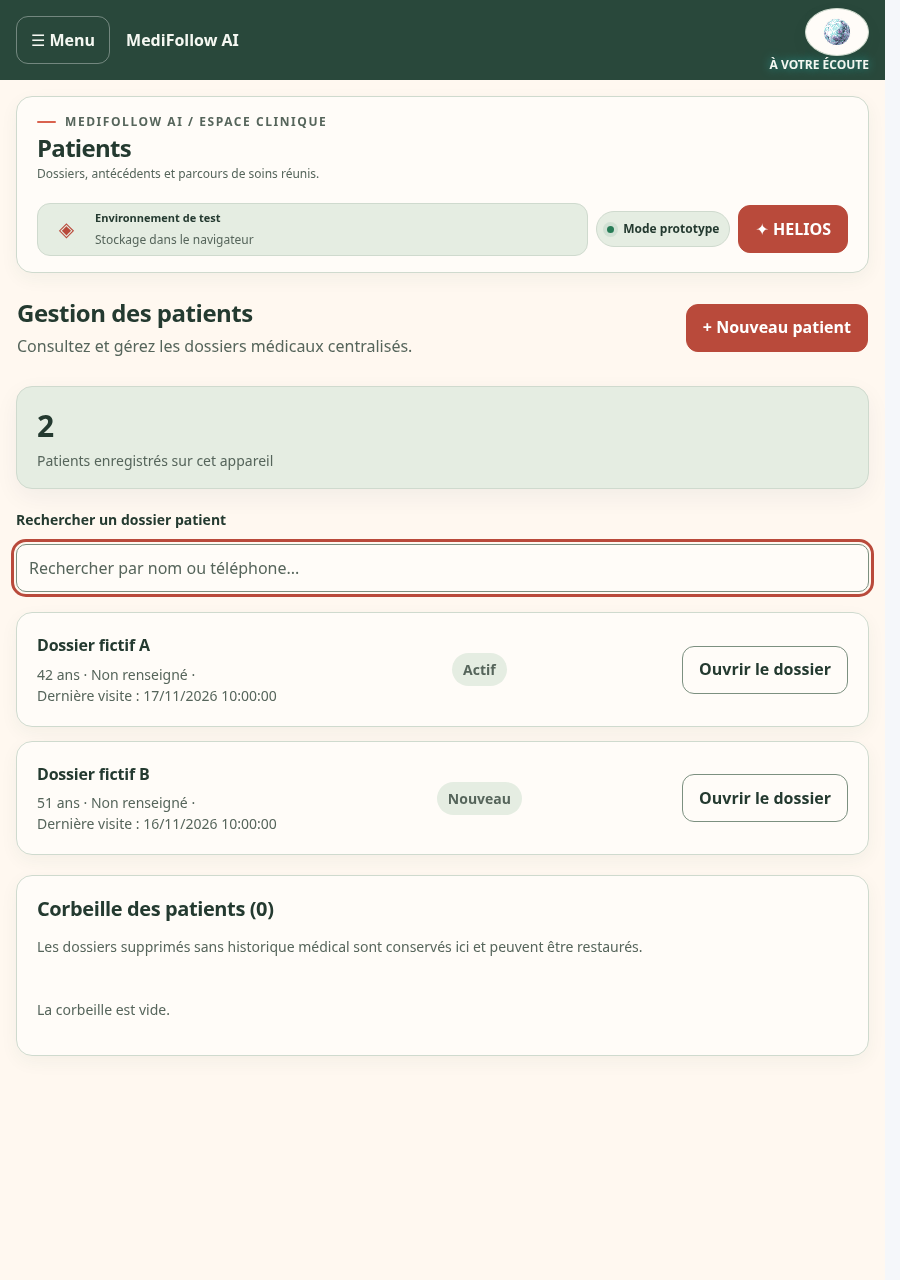 ☰ Menu
MediFollow AI
À VOTRE ÉCOUTE
MEDIFOLLOW AI / ESPACE CLINIQUE
Patients
Dossiers, antécédents et parcours de soins réunis.
Environnement de test
Stockage dans le navigateur
Mode prototype
✦ HELIOS
Gestion des patients
Consultez et gérez les dossiers médicaux centralisés.
+ Nouveau patient
2
Patients enregistrés sur cet appareil
Rechercher un dossier patient
Rechercher par nom ou téléphone...
Dossier fictif A
42 ans · Non renseigné ·
Dernière visite : 17/11/2026 10:00:00
Actif
Ouvrir le dossier
Dossier fictif B
51 ans · Non renseigné ·
Dernière visite : 16/11/2026 10:00:00
Nouveau
Ouvrir le dossier
Corbeille des patients (0)
Les dossiers supprimés sans historique médical sont conservés ici et peuvent être restaurés.
La corbeille est vide.